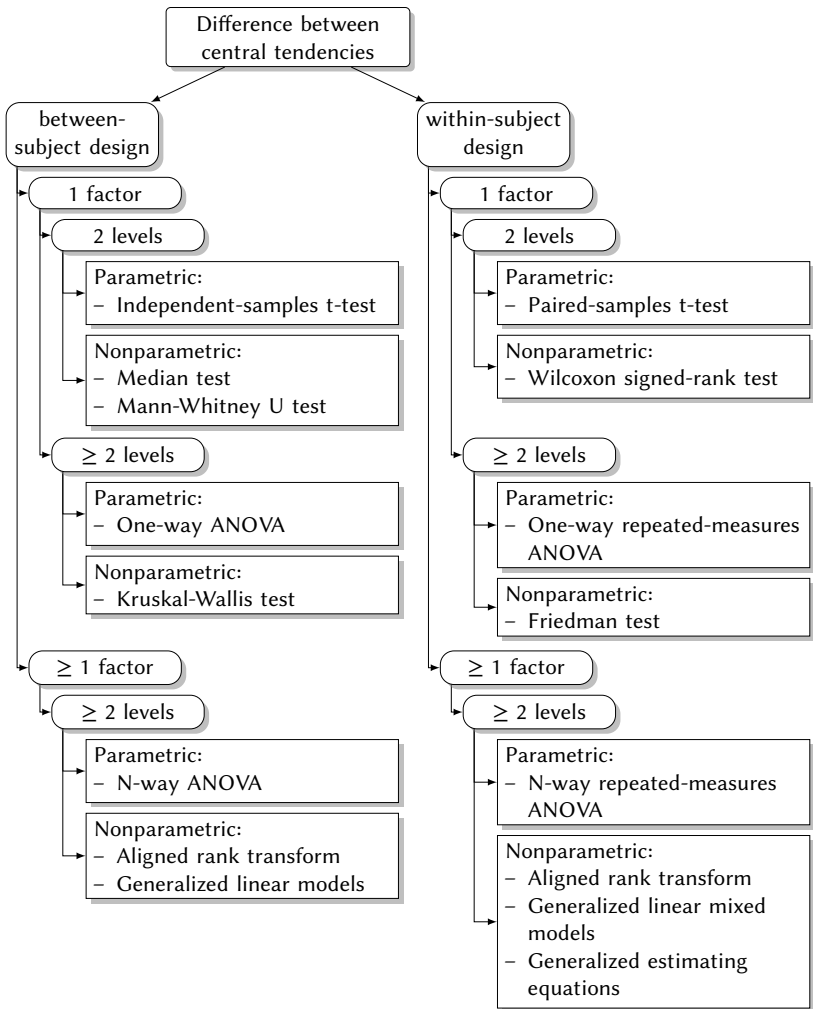 Difference between
central tendencies
between-
subject design
1 factor
2 levels
Parametric:
– Independent-samples t-test
Nonparametric:
– Median test
– Mann-Whitney U test
≥ 2 levels
Parametric:
– One-way ANOVA
Nonparametric:
– Kruskal-Wallis test
≥ 1 factor
≥ 2 levels
Parametric:
– N-way ANOVA
Nonparametric:
– Aligned rank transform
– Generalized linear models
within-subject
design
1 factor
2 levels
Parametric:
– Paired-samples t-test
Nonparametric:
– Wilcoxon signed-rank test
≥ 2 levels
Parametric:
– One-way repeated-measures
ANOVA
Nonparametric:
– Friedman test
≥ 1 factor
≥ 2 levels
Parametric:
– N-way repeated-measures
ANOVA
Nonparametric:
– Aligned rank transform
– Generalized linear mixed
models
– Generalized estimating
equations